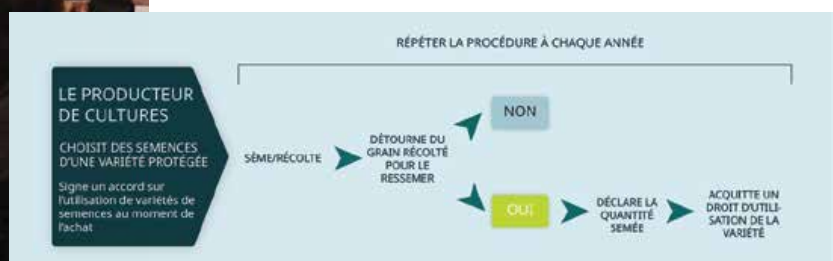 RÉPÉTER LA PROCÉDURE À CHAQUE ANNÉE
LE PRODUCTEUR
DE CULTURES
CHOISIT DES SEMENCES
D'UNE VARIÉTÉ PROTÉGÉE
Signe un accord sur
l'utilisation de variétés de
semences au moment de
l'achat
SÈME/RÉCOLTE
DÉTOURNE DU
GRAIN RÉCOLTÉ
POUR LE
RESSEMER
NON
OUI
DÉCLARE LA
QUANTITÉ
SEMÉE
ACQUITTE UN
DROIT D'UTILI-
SATION DE LA
VARIÉTÉ